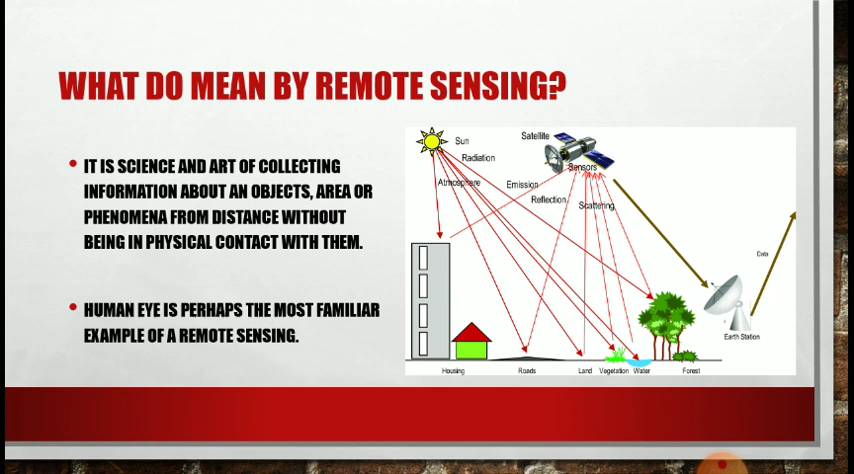 WHAT DO MEAN BY REMOTE SENSING?
IT IS SCIENCE AND ART OF COLLECTING
INFORMATION ABOUT AN OBJECTS, AREA OR
PHENOMENA FROM DISTANCE WITHOUT
BEING IN PHYSICAL CONTACT WITH THEM.
HUMAN EYE IS PERHAPS THE MOST FAMILIAR
EXAMPLE OF A REMOTE SENSING.
Sun
Satellite
Radiation
Sensors
Atmosphere
Emission
Reflection
Scattering
Data
Earth Station
Housing
Roads
Land
Vegetation
Water
Forest